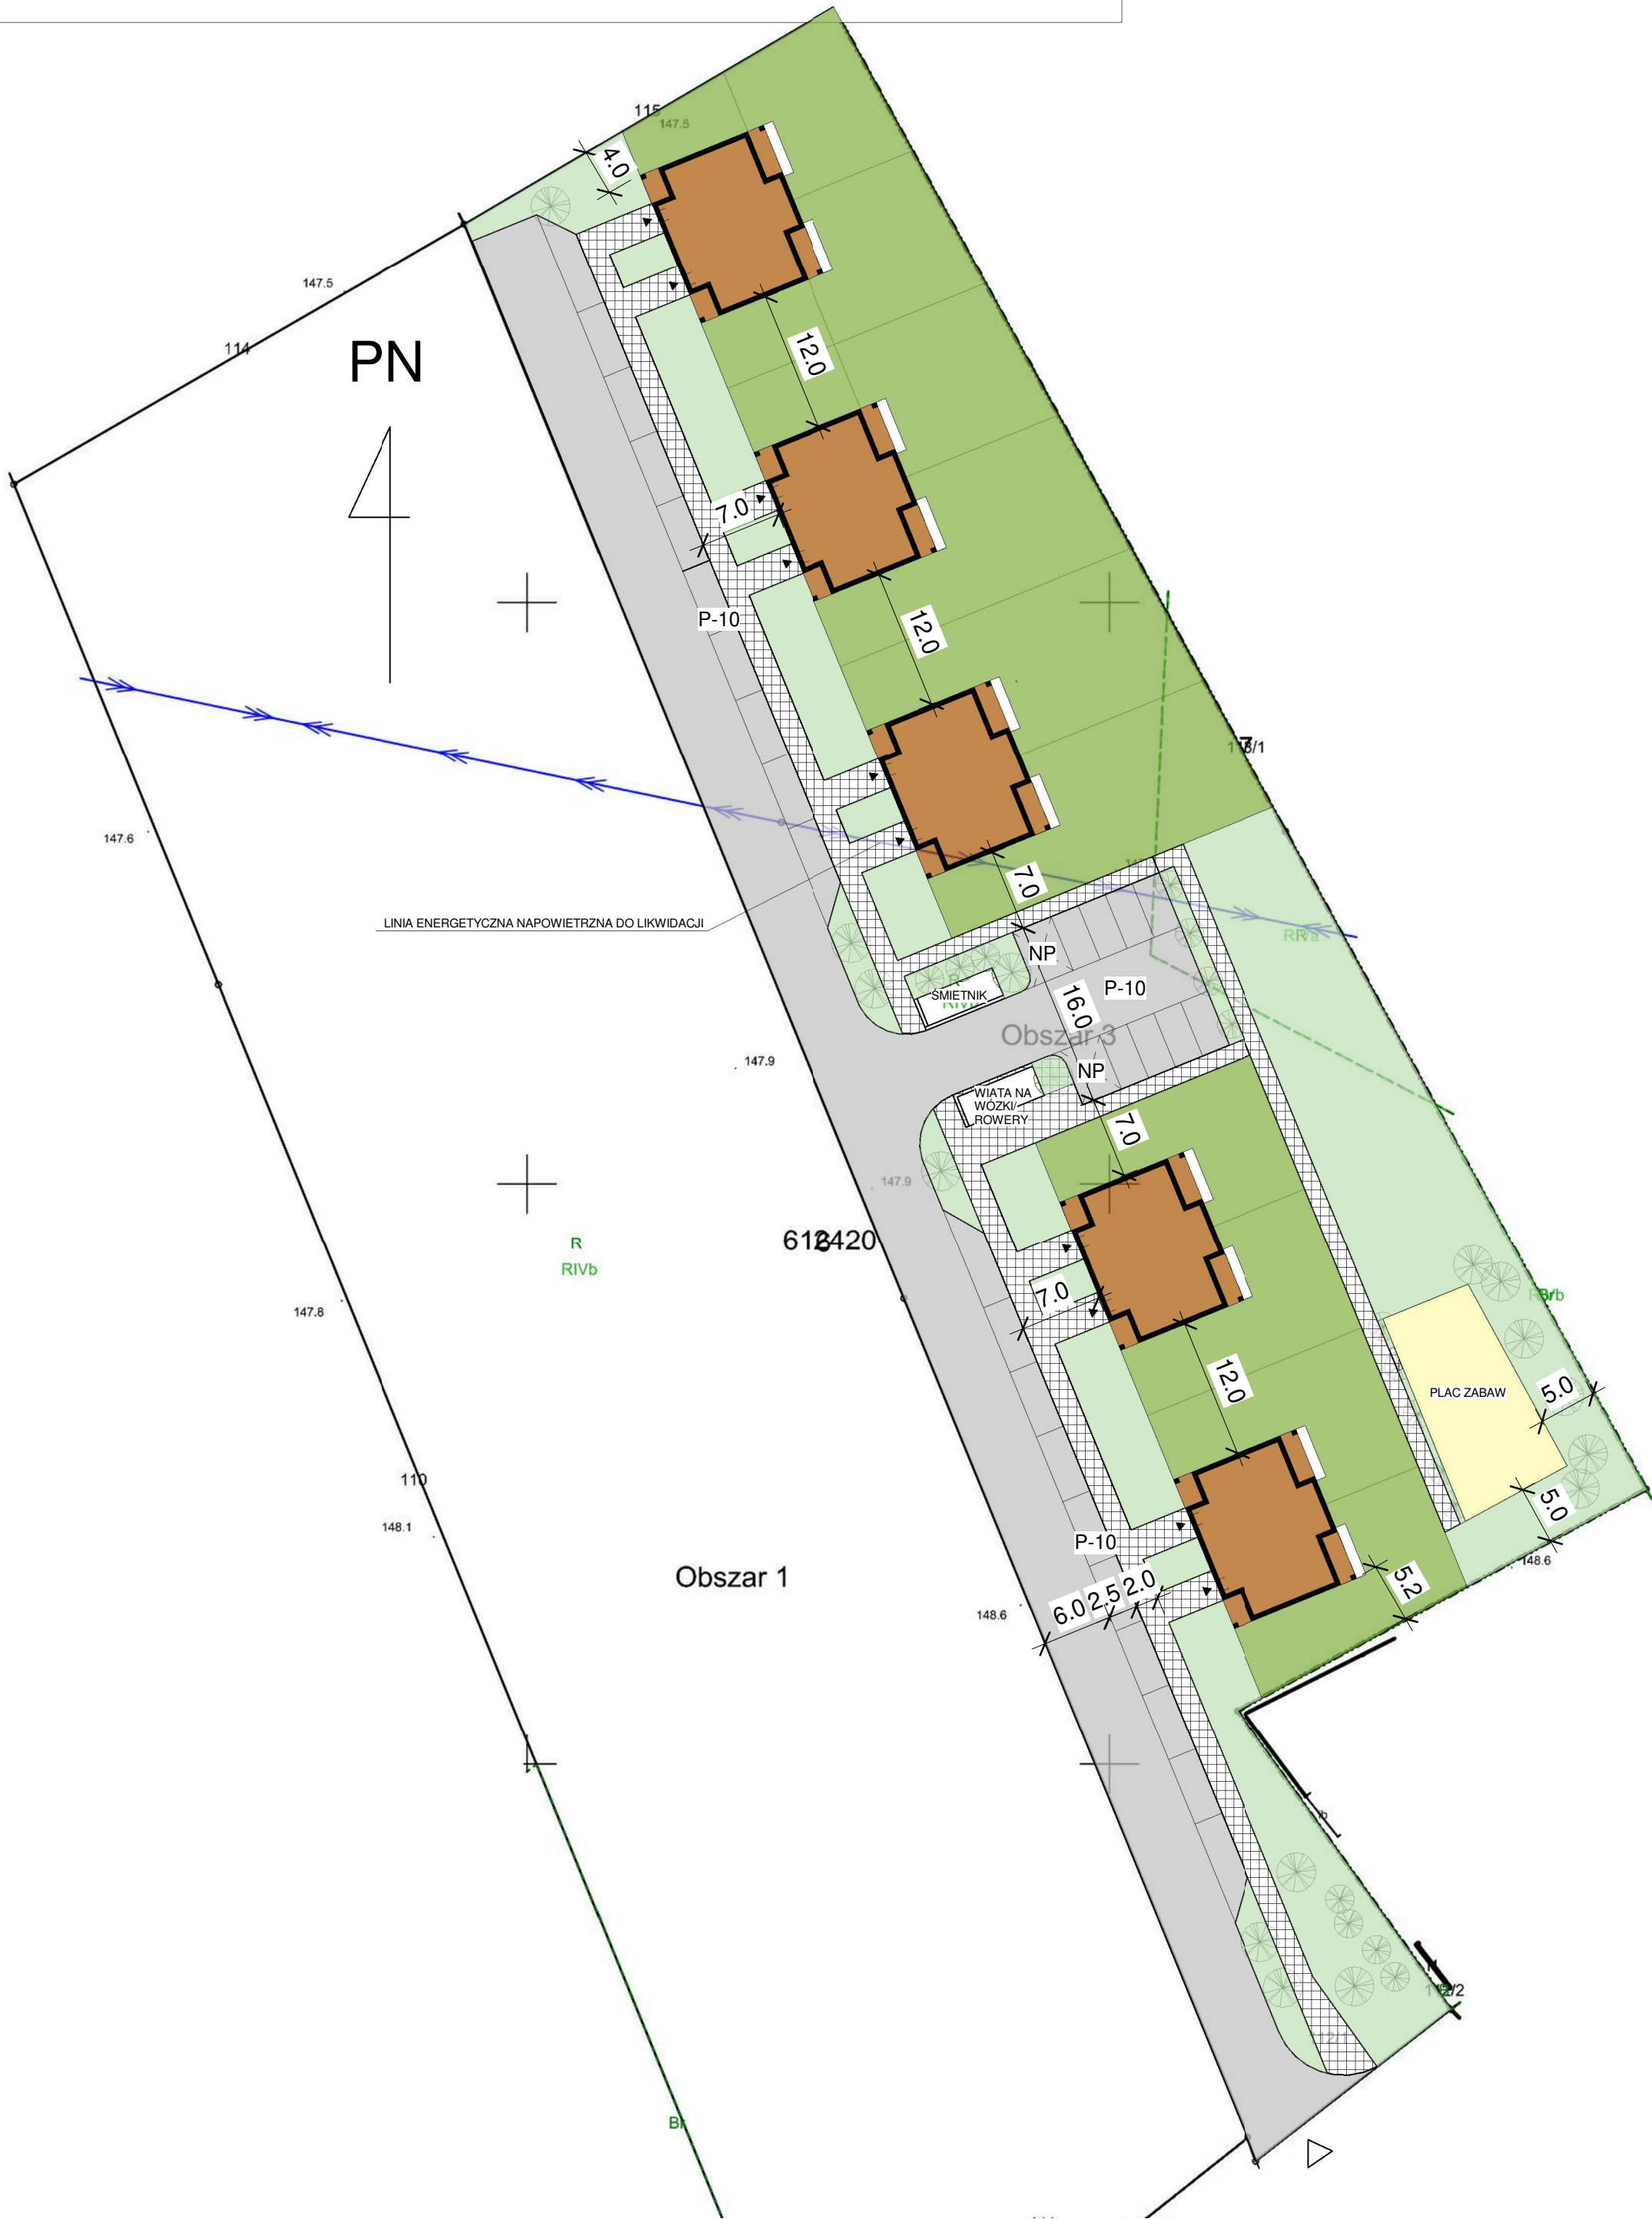 115
147.5
4.0
147.5
114
PN
12.0
7.0
12.0
P-10
147.6
7.0
LINIA ENERGETYCZNA NAPOWIETRZNA DO LIKWIDACJI
NP
P-10
ŚMIETNIK
16.0
Obszar 3
147.9
NP
WIATA NA
WÓZKI/
ROWERY
7.0
147.9
R
RIVb
7.0
147.8
12.0
PLAC ZABAW
5.0
110
148.1
5.0
P-10
148.6
Obszar 1
5.2
6.0 2.5 2.0
148.6